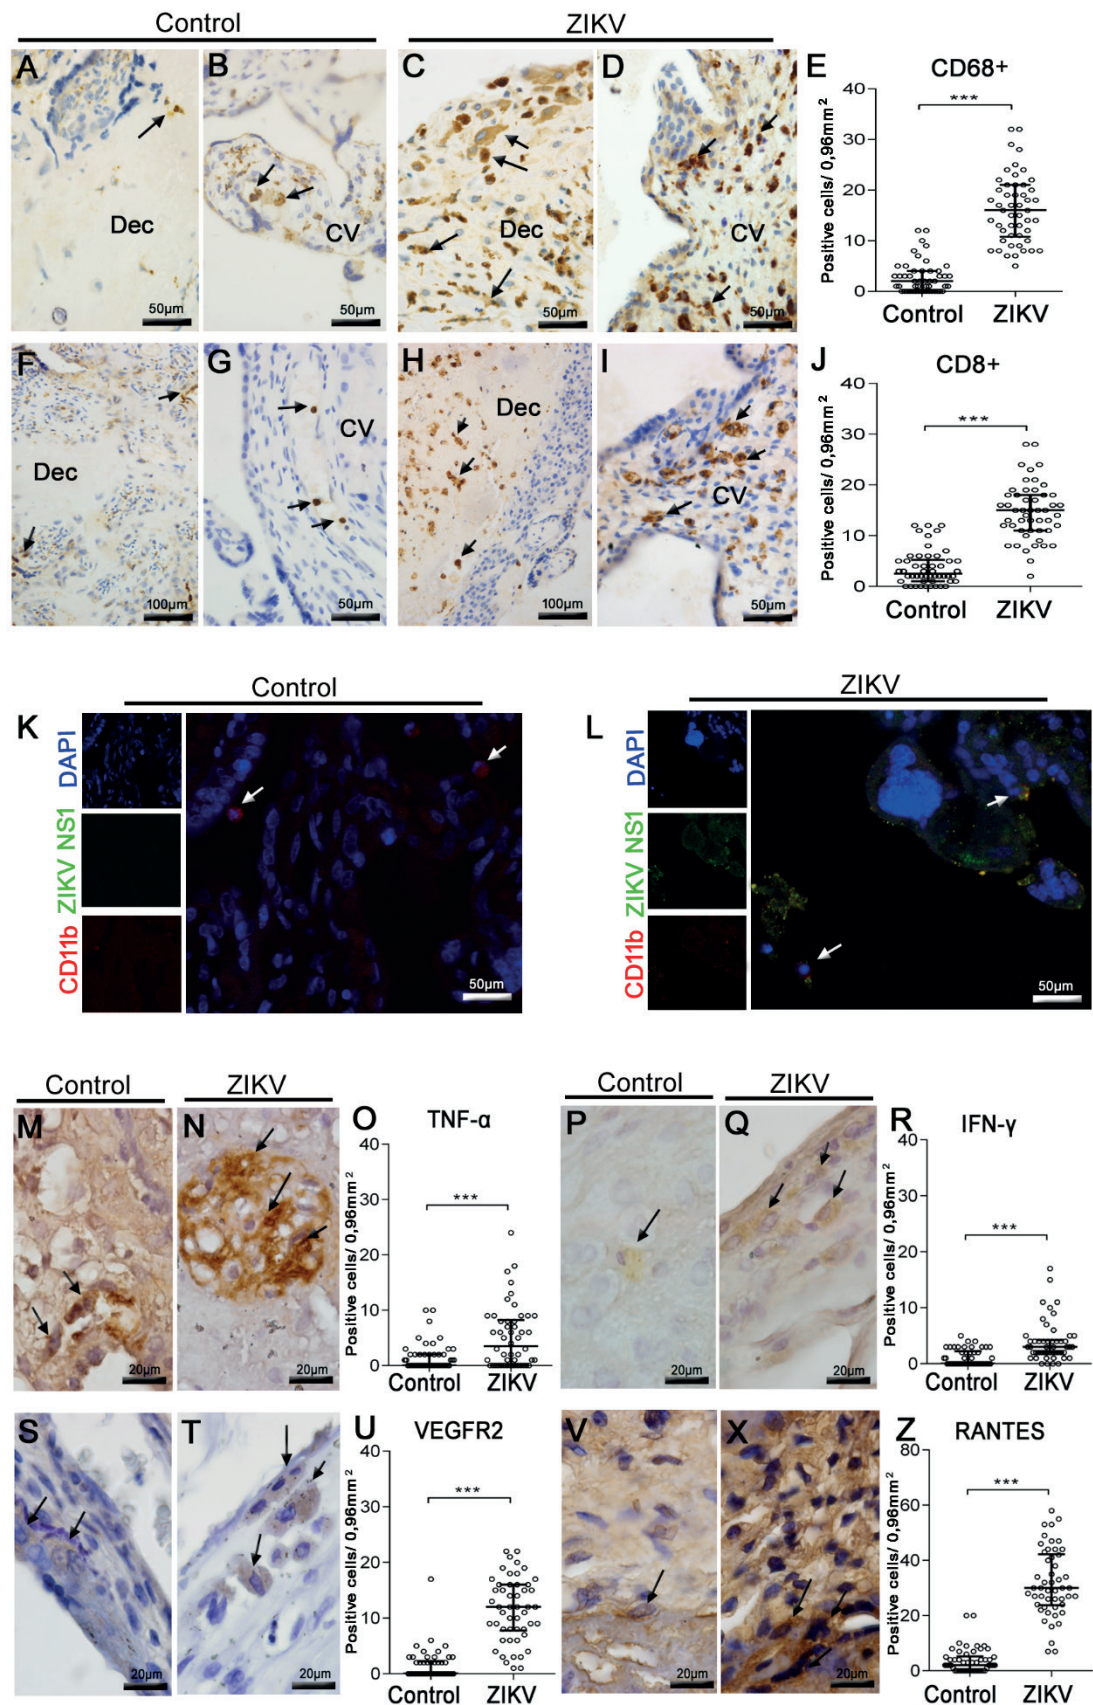 Control ZIKV
A B C D E CD68+
Positive cells/ 0,96mm2
40
30
20
10
0
***
Control ZIKV
Dec CV Dec CV
50µm 50µm 50µm 50µm
F G H I J CD8+
Positive cells/ 0,96mm2
40
30
20
10
0
***
Control ZIKV
Dec CV Dec CV
100µm 50µm 100µm 50µm
Control ZIKV
K L
CD11b ZIKV NS1 DAPI
50µm
CD11b ZIKV NS1 DAPI
50µm
Control ZIKV Control ZIKV
M N O TNF-α
Positive cells/ 0,96mm2
40
30
20
10
0
***
Control ZIKV
20µm 20µm
P Q R IFN-γ
Positive cells/ 0,96mm2
40
30
20
10
0
***
Control ZIKV
20µm 20µm
S T U VEGFR2
Positive cells/ 0,96mm2
40
30
20
10
0
***
Control ZIKV
20µm 20µm
V X Z RANTES
Positive cells/ 0,96mm2
80
60
40
20
0
***
Control ZIKV
20µm 20µm